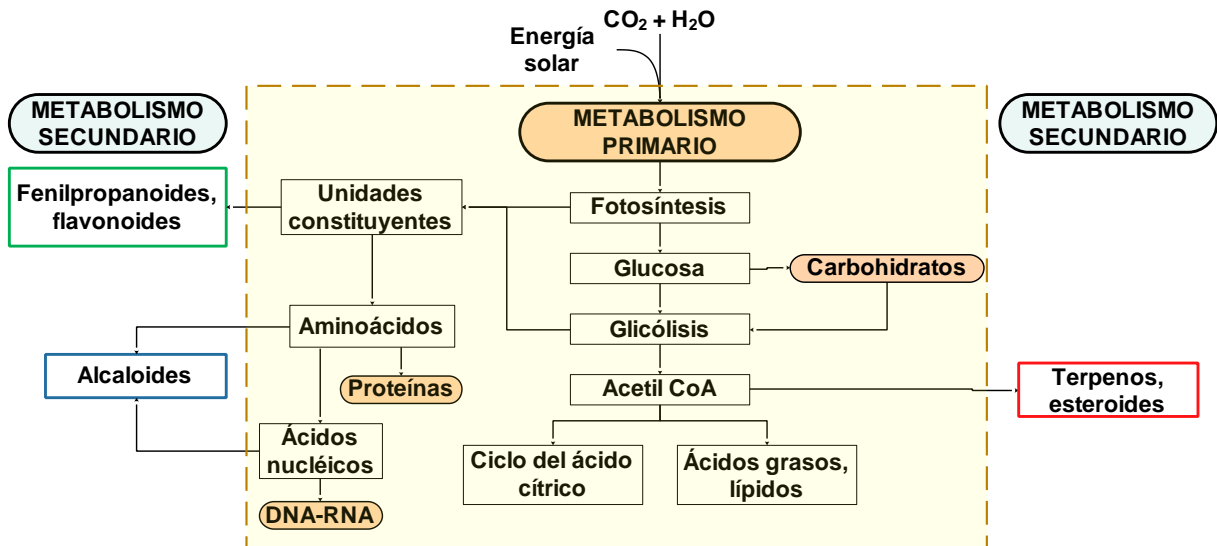 CO₂ + H₂O
Energía
solar
METABOLISMO
SECUNDARIO
METABOLISMO
PRIMARIO
METABOLISMO
SECUNDARIO
Fenilpropanoides,
flavonoides
Unidades
constituyentes
Fotosíntesis
Glucosa
Carbohidratos
Aminoácidos
Glicólisis
Alcaloides
Proteínas
Acetil CoA
Terpenos,
esteroides
Ácidos
nucléicos
Ciclo del ácido
cítrico
Ácidos grasos,
lípidos
DNA-RNA